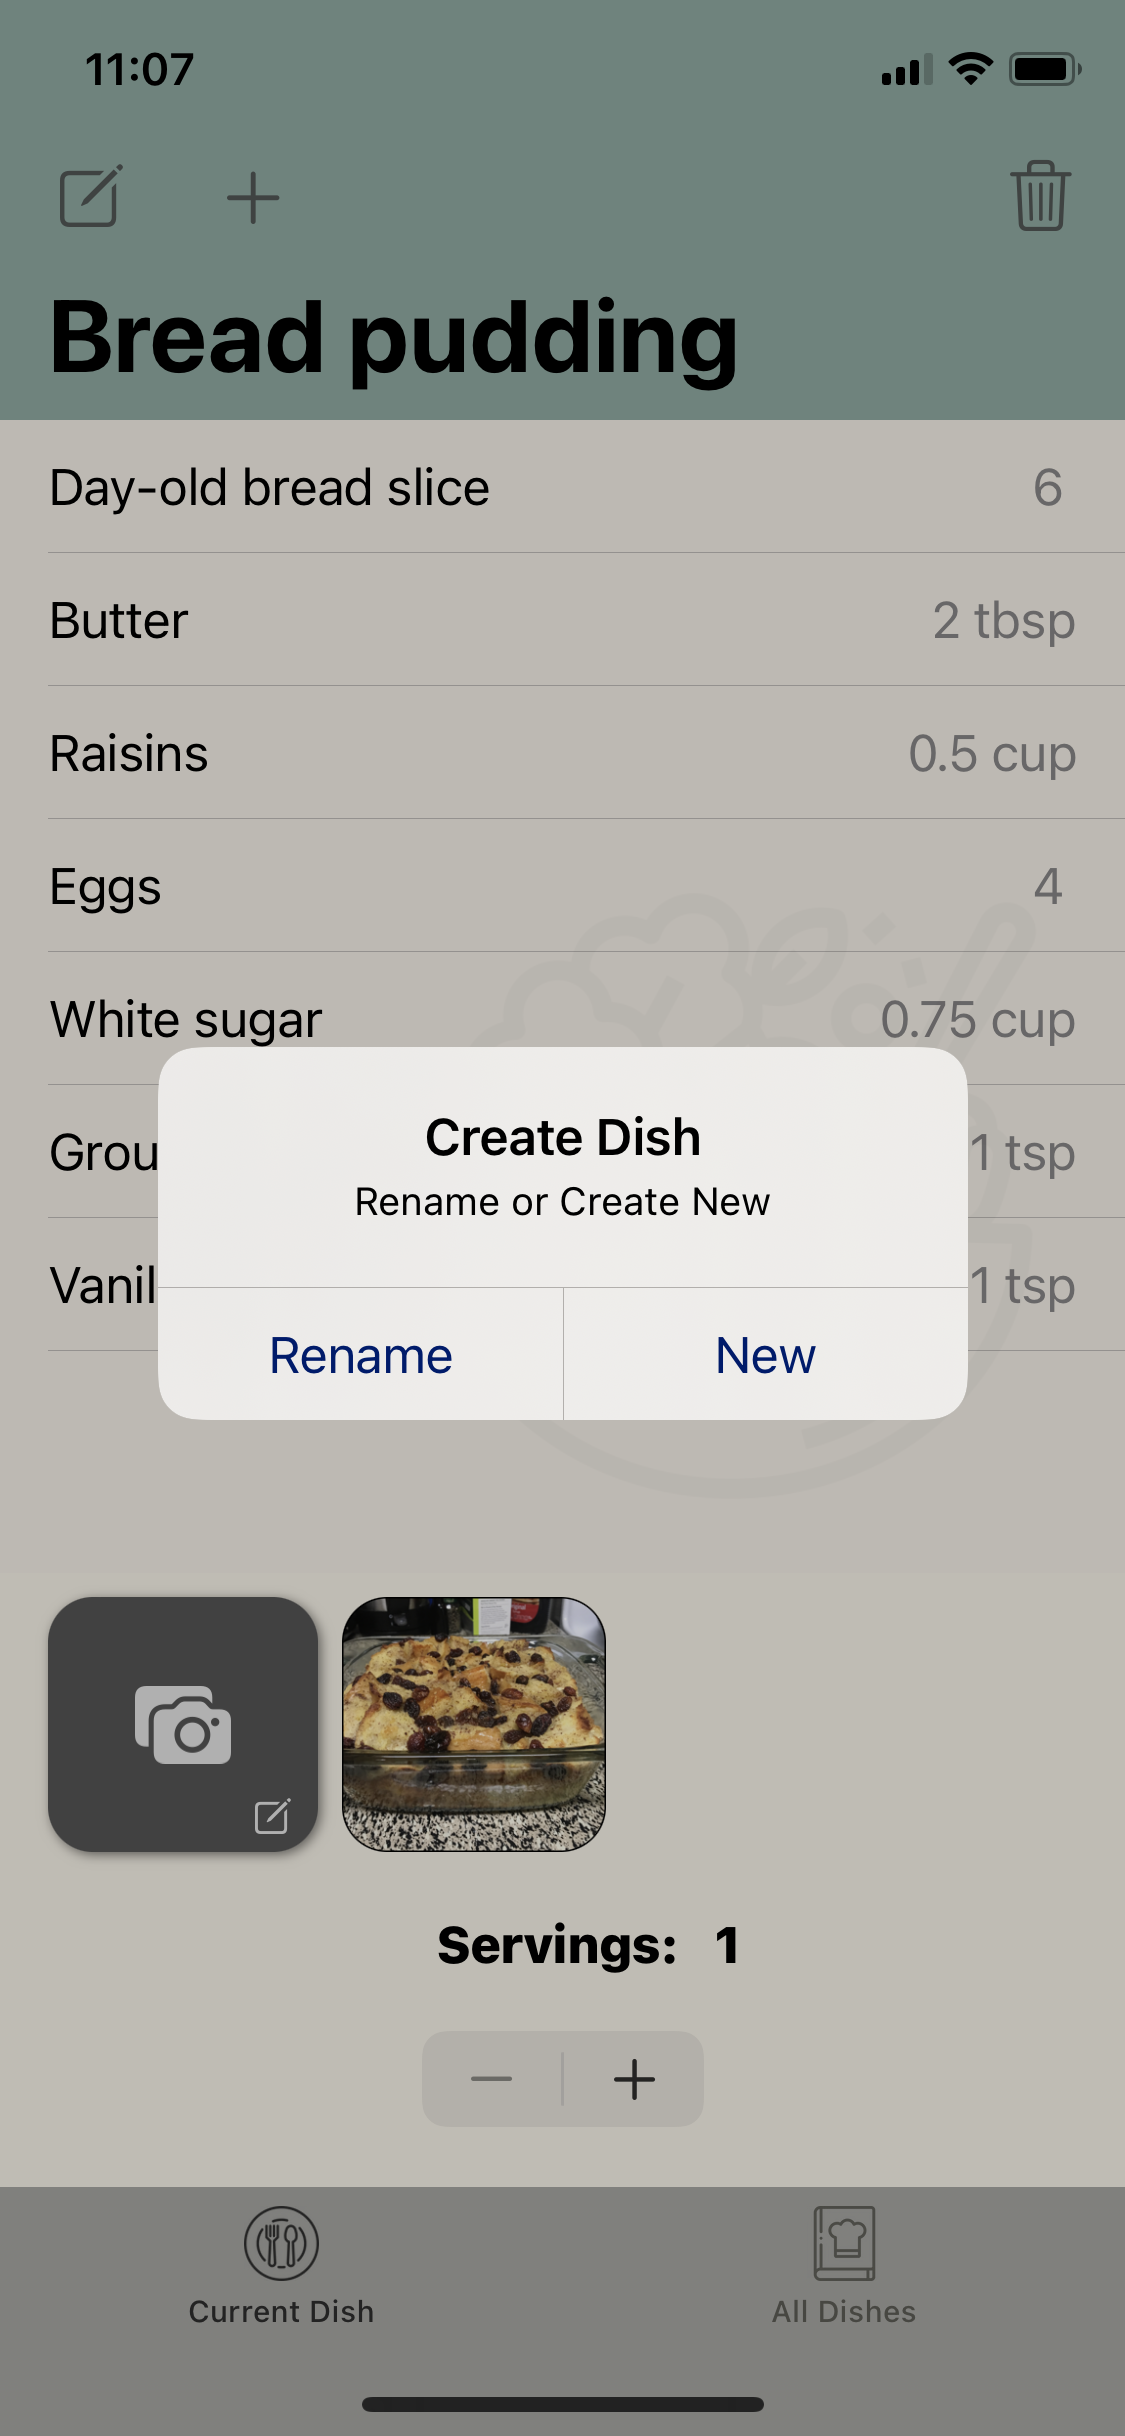 11:07
Bread pudding
Day-old bread slice 6
Butter 2 tbsp
Raisins 0.5 cup
Eggs 4
White sugar 0.75 cup
Grou 1 tsp
Vanil 1 tsp
Create Dish
Rename or Create New
Rename New
Servings: 1
Current Dish All Dishes